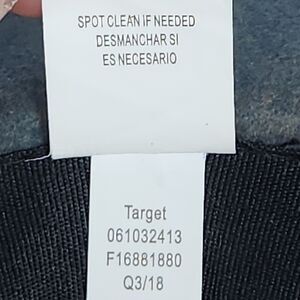 SPOT CLEAN IF NEEDED
DESMANCHAR SI
ES NECESARIO
Target
061032413
F16881880
Q3/18